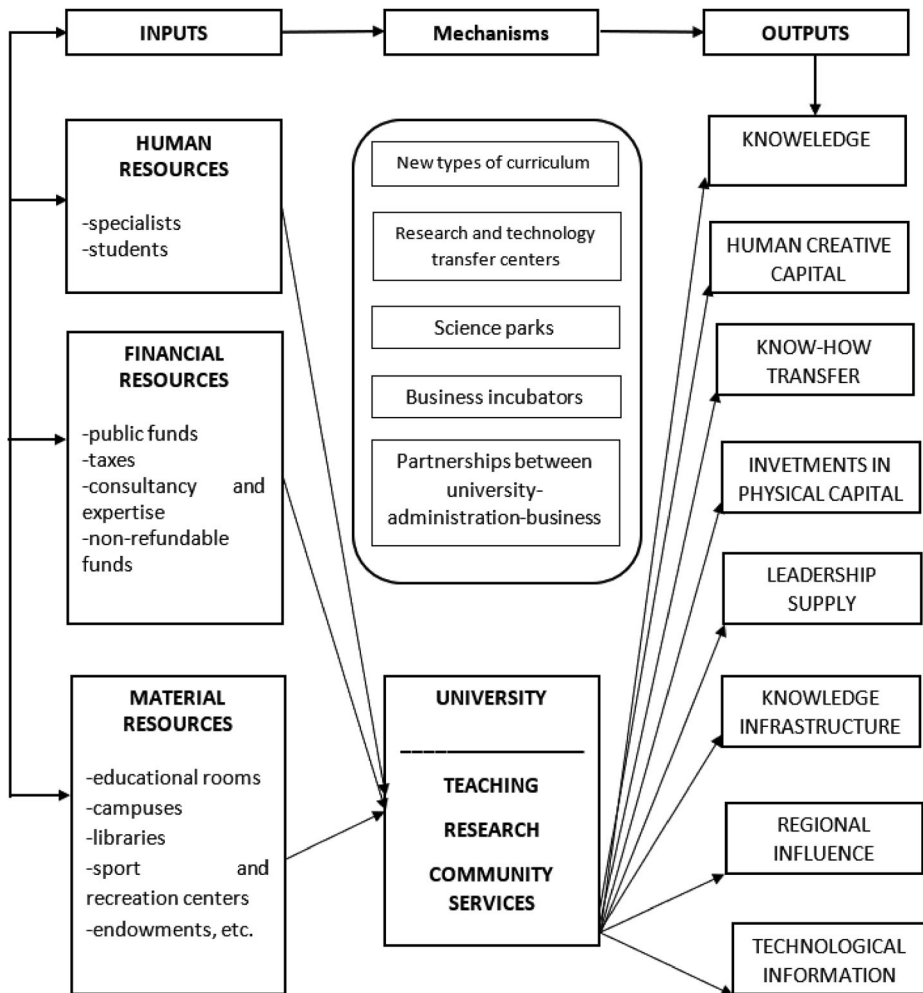 INPUTS
Mechanisms
OUTPUTS
HUMAN
RESOURCES
-specialists
-students
FINANCIAL
RESOURCES
-public funds
-taxes
-consultancy and
expertise
-non-refundable
funds
MATERIAL
RESOURCES
-educational rooms
-campuses
-libraries
-sport and
recreation centers
-endowments, etc.
New types of curriculum
Research and technology
transfer centers
Science parks
Business incubators
Partnerships between
university-
administration-business
UNIVERSITY
TEACHING
RESEARCH
COMMUNITY
SERVICES
KNOWELEDGE
HUMAN CREATIVE
CAPITAL
KNOW-HOW
TRANSFER
INVETMENTS IN
PHYSICAL CAPITAL
LEADERSHIP
SUPPLY
KNOWLEDGE
INFRASTRUCTURE
REGIONAL
INFLUENCE
TECHNOLOGICAL
INFORMATION